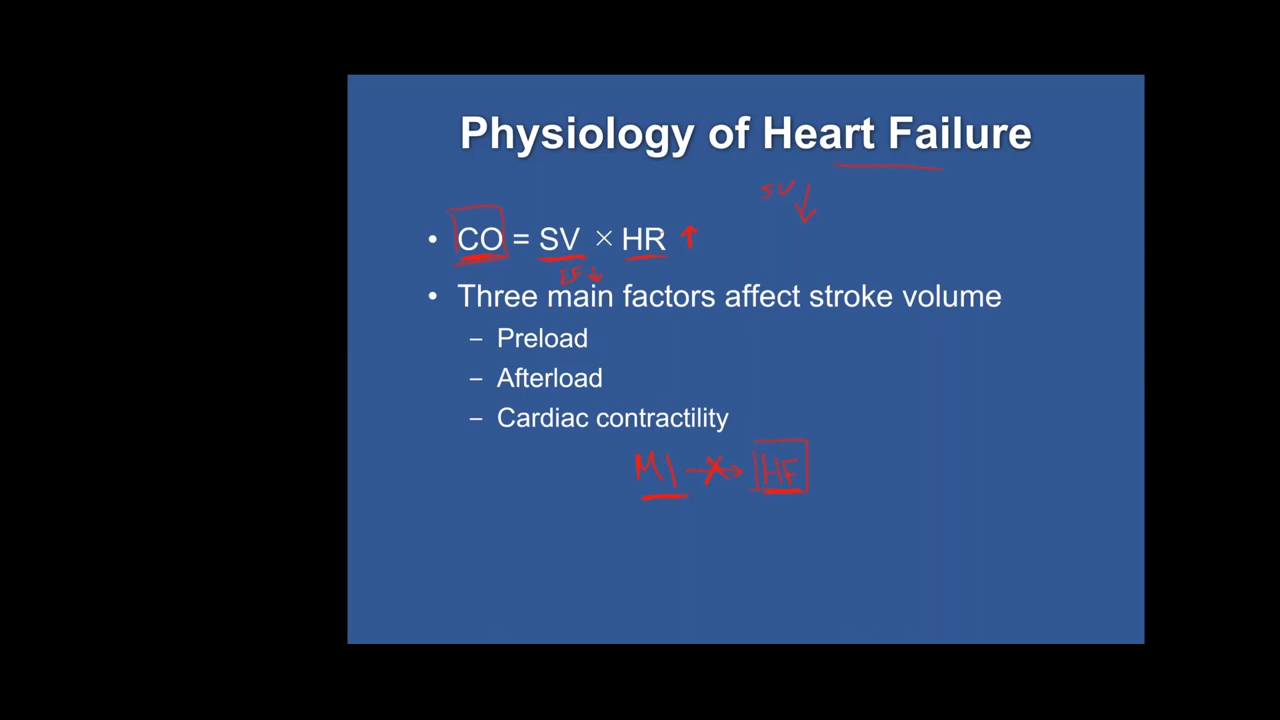 Physiology of Heart Failure
SV ↓
• CO = SV × HR ↑
EF ↓
• Three main factors affect stroke volume
– Preload
– Afterload
– Cardiac contractility
MI → HF